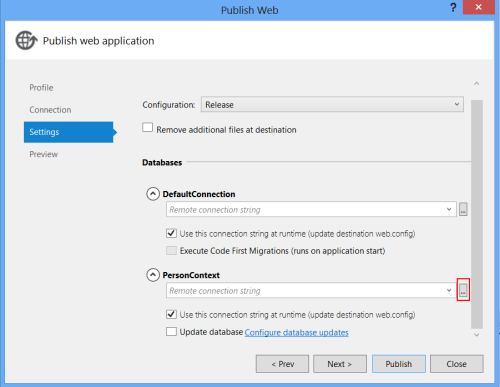 Publish Web
? ×
Publish web application
Profile
Connection
Settings
Preview
Configuration: Release
Remove additional files at destination
Databases
DefaultConnection
Remote connection string
...
Use this connection string at runtime (update destination web.config)
Execute Code First Migrations (runs on application start)
PersonContext
Remote connection string
...
Use this connection string at runtime (update destination web.config)
Update database Configure database updates
< Prev Next > Publish Close